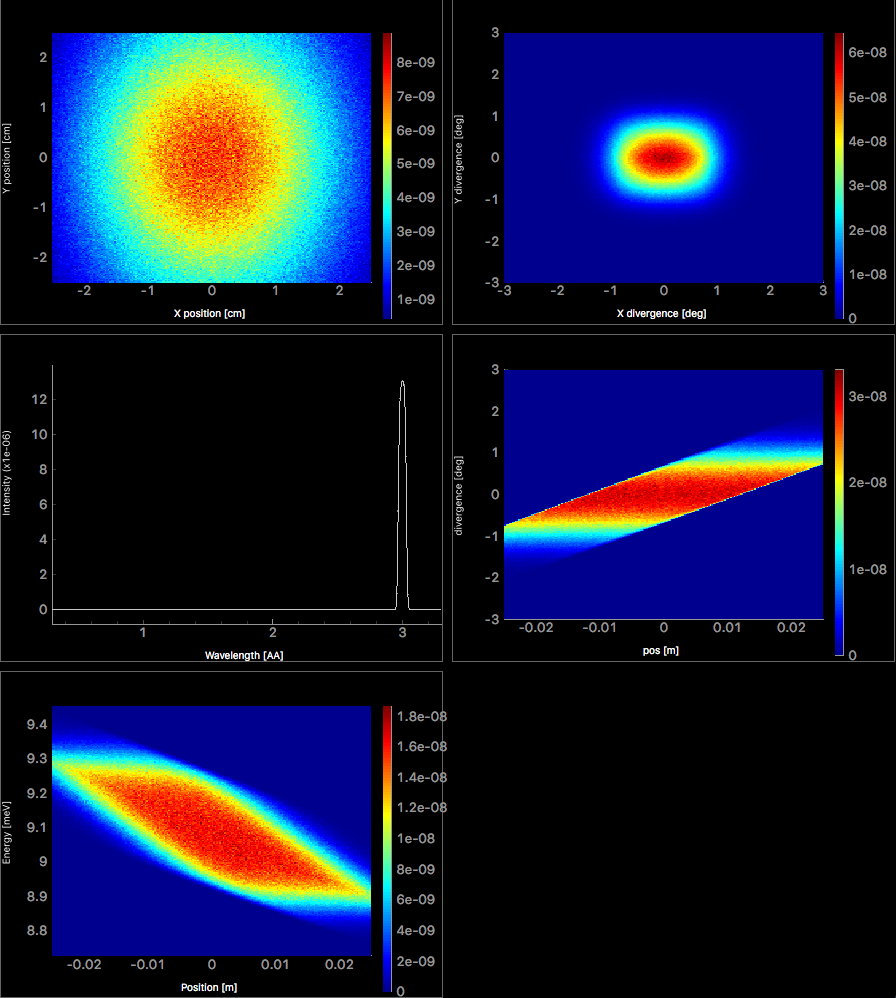 2
1
0
-1
-2
Y position [cm]
-2
-1
0
1
2
X position [cm]
8e-09
7e-09
6e-09
5e-09
4e-09
3e-09
2e-09
1e-09
3
2
1
0
-1
-2
-3
Y divergence [deg]
-3
-2
-1
0
1
2
3
X divergence [deg]
6e-08
5e-08
4e-08
3e-08
2e-08
1e-08
0
12
10
8
6
4
2
0
Intensity (x1e-06)
1
2
3
Wavelength [AA]
3
2
1
0
-1
-2
-3
divergence [deg]
-0.02
-0.01
0
0.01
0.02
pos [m]
3e-08
2e-08
1e-08
0
9.4
9.3
9.2
9.1
9
8.9
8.8
Energy [meV]
-0.02
-0.01
0
0.01
0.02
Position [m]
1.8e-08
1.6e-08
1.4e-08
1.2e-08
1e-08
8e-09
6e-09
4e-09
2e-09
0